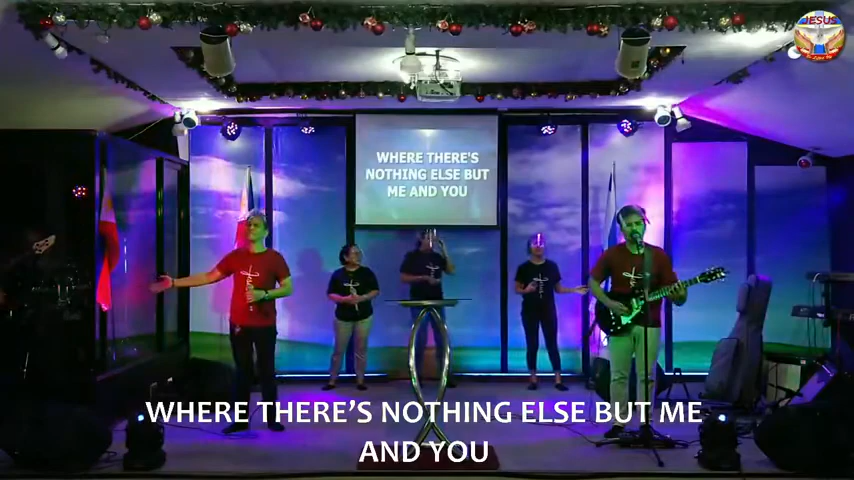 JESUS
WHERE THERE'S
NOTHING ELSE BUT
ME AND YOU
WHERE THERE'S NOTHING ELSE BUT ME
AND YOU